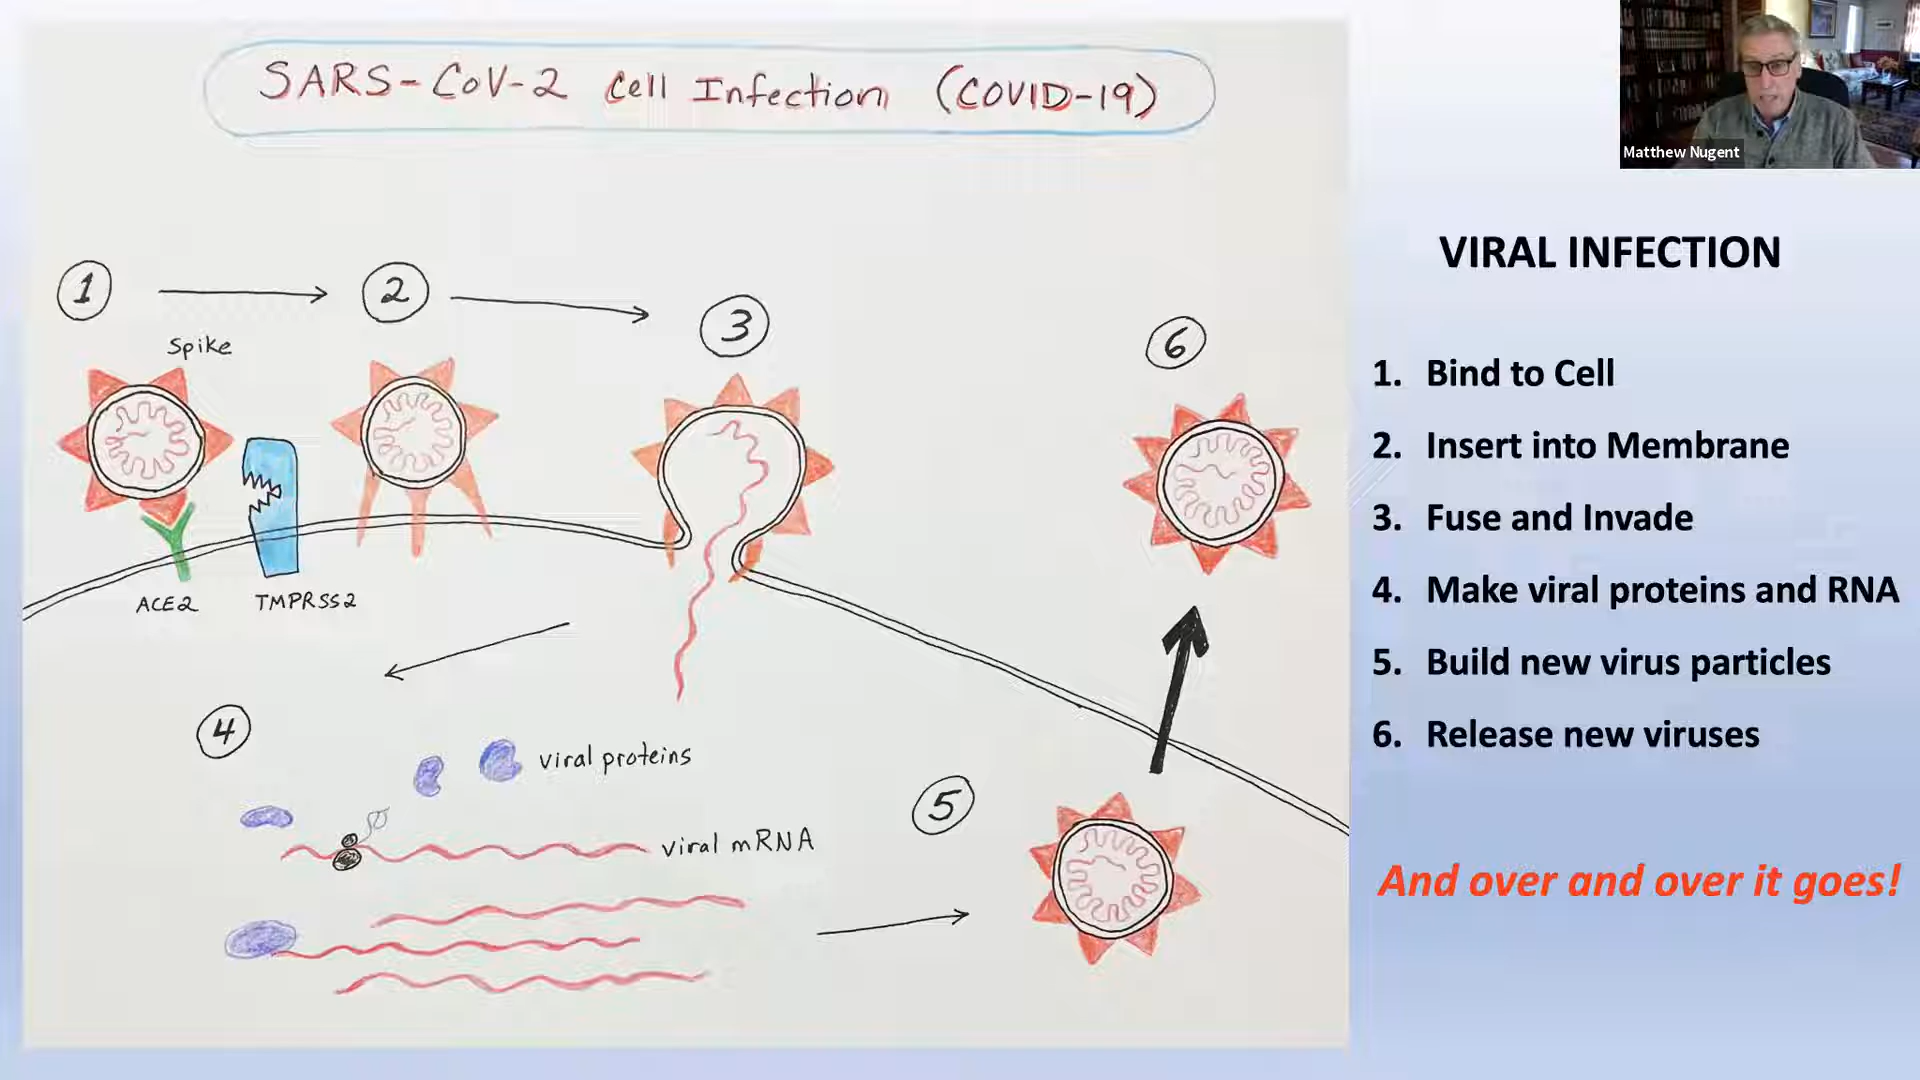 SARS-CoV-2 Cell Infection (COVID-19)
Matthew Nugent
1
2
3
6
Spike
ACE2
TMPRSS2
4
viral proteins
viral mRNA
5
VIRAL INFECTION
1. Bind to Cell
2. Insert into Membrane
3. Fuse and Invade
4. Make viral proteins and RNA
5. Build new virus particles
6. Release new viruses
And over and over it goes!